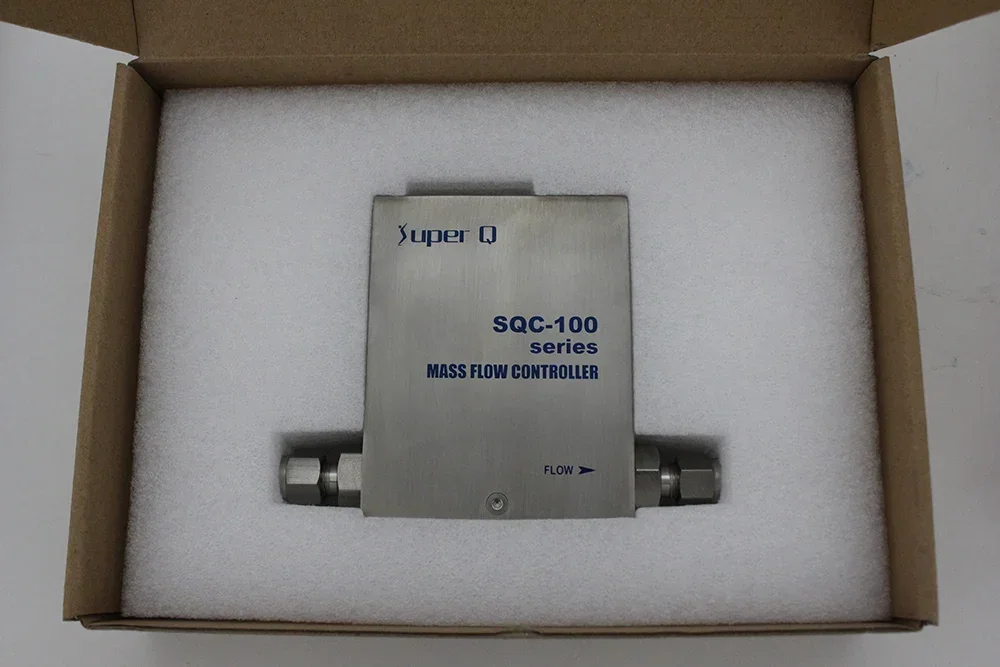 Super Q
SQC-100
series
MASS FLOW CONTROLLER
FLOW